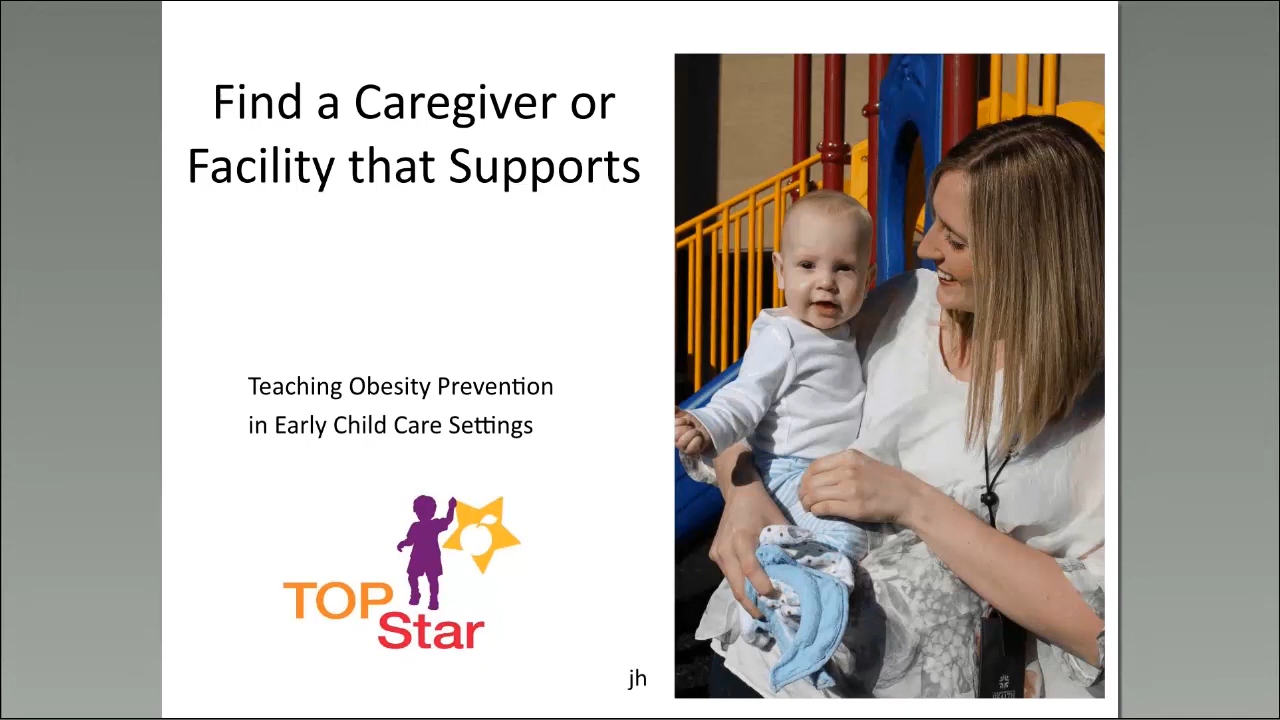 Find a Caregiver or
Facility that Supports
Teaching Obesity Prevention
in Early Child Care Settings
TOP
Star
jh